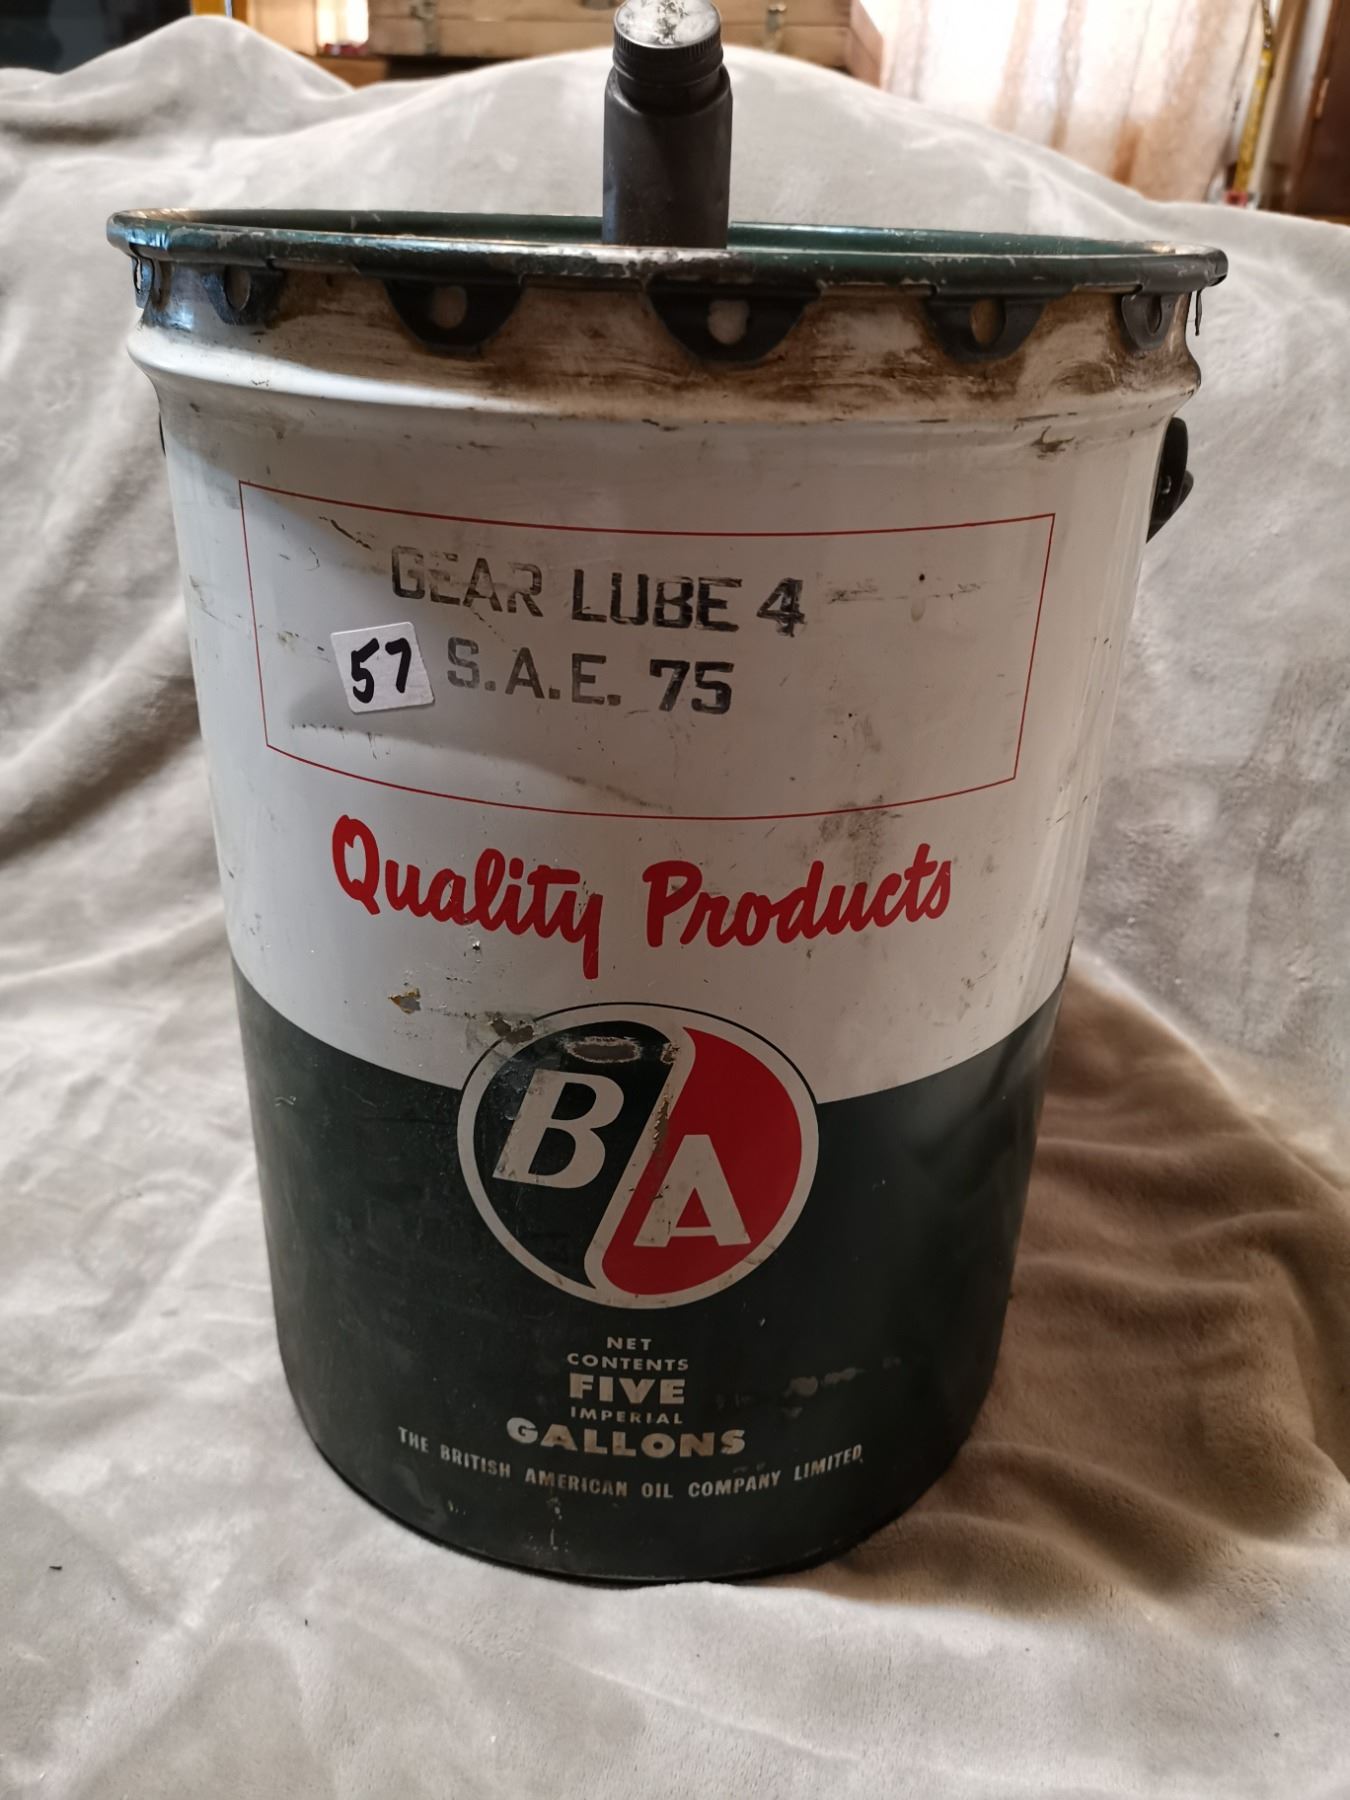 GEAR LUBE 4
57
S.A.E. 75
Quality Products
B
A
NET
CONTENTS
FIVE
IMPERIAL
GALLONS
THE BRITISH AMERICAN OIL COMPANY LIMITED